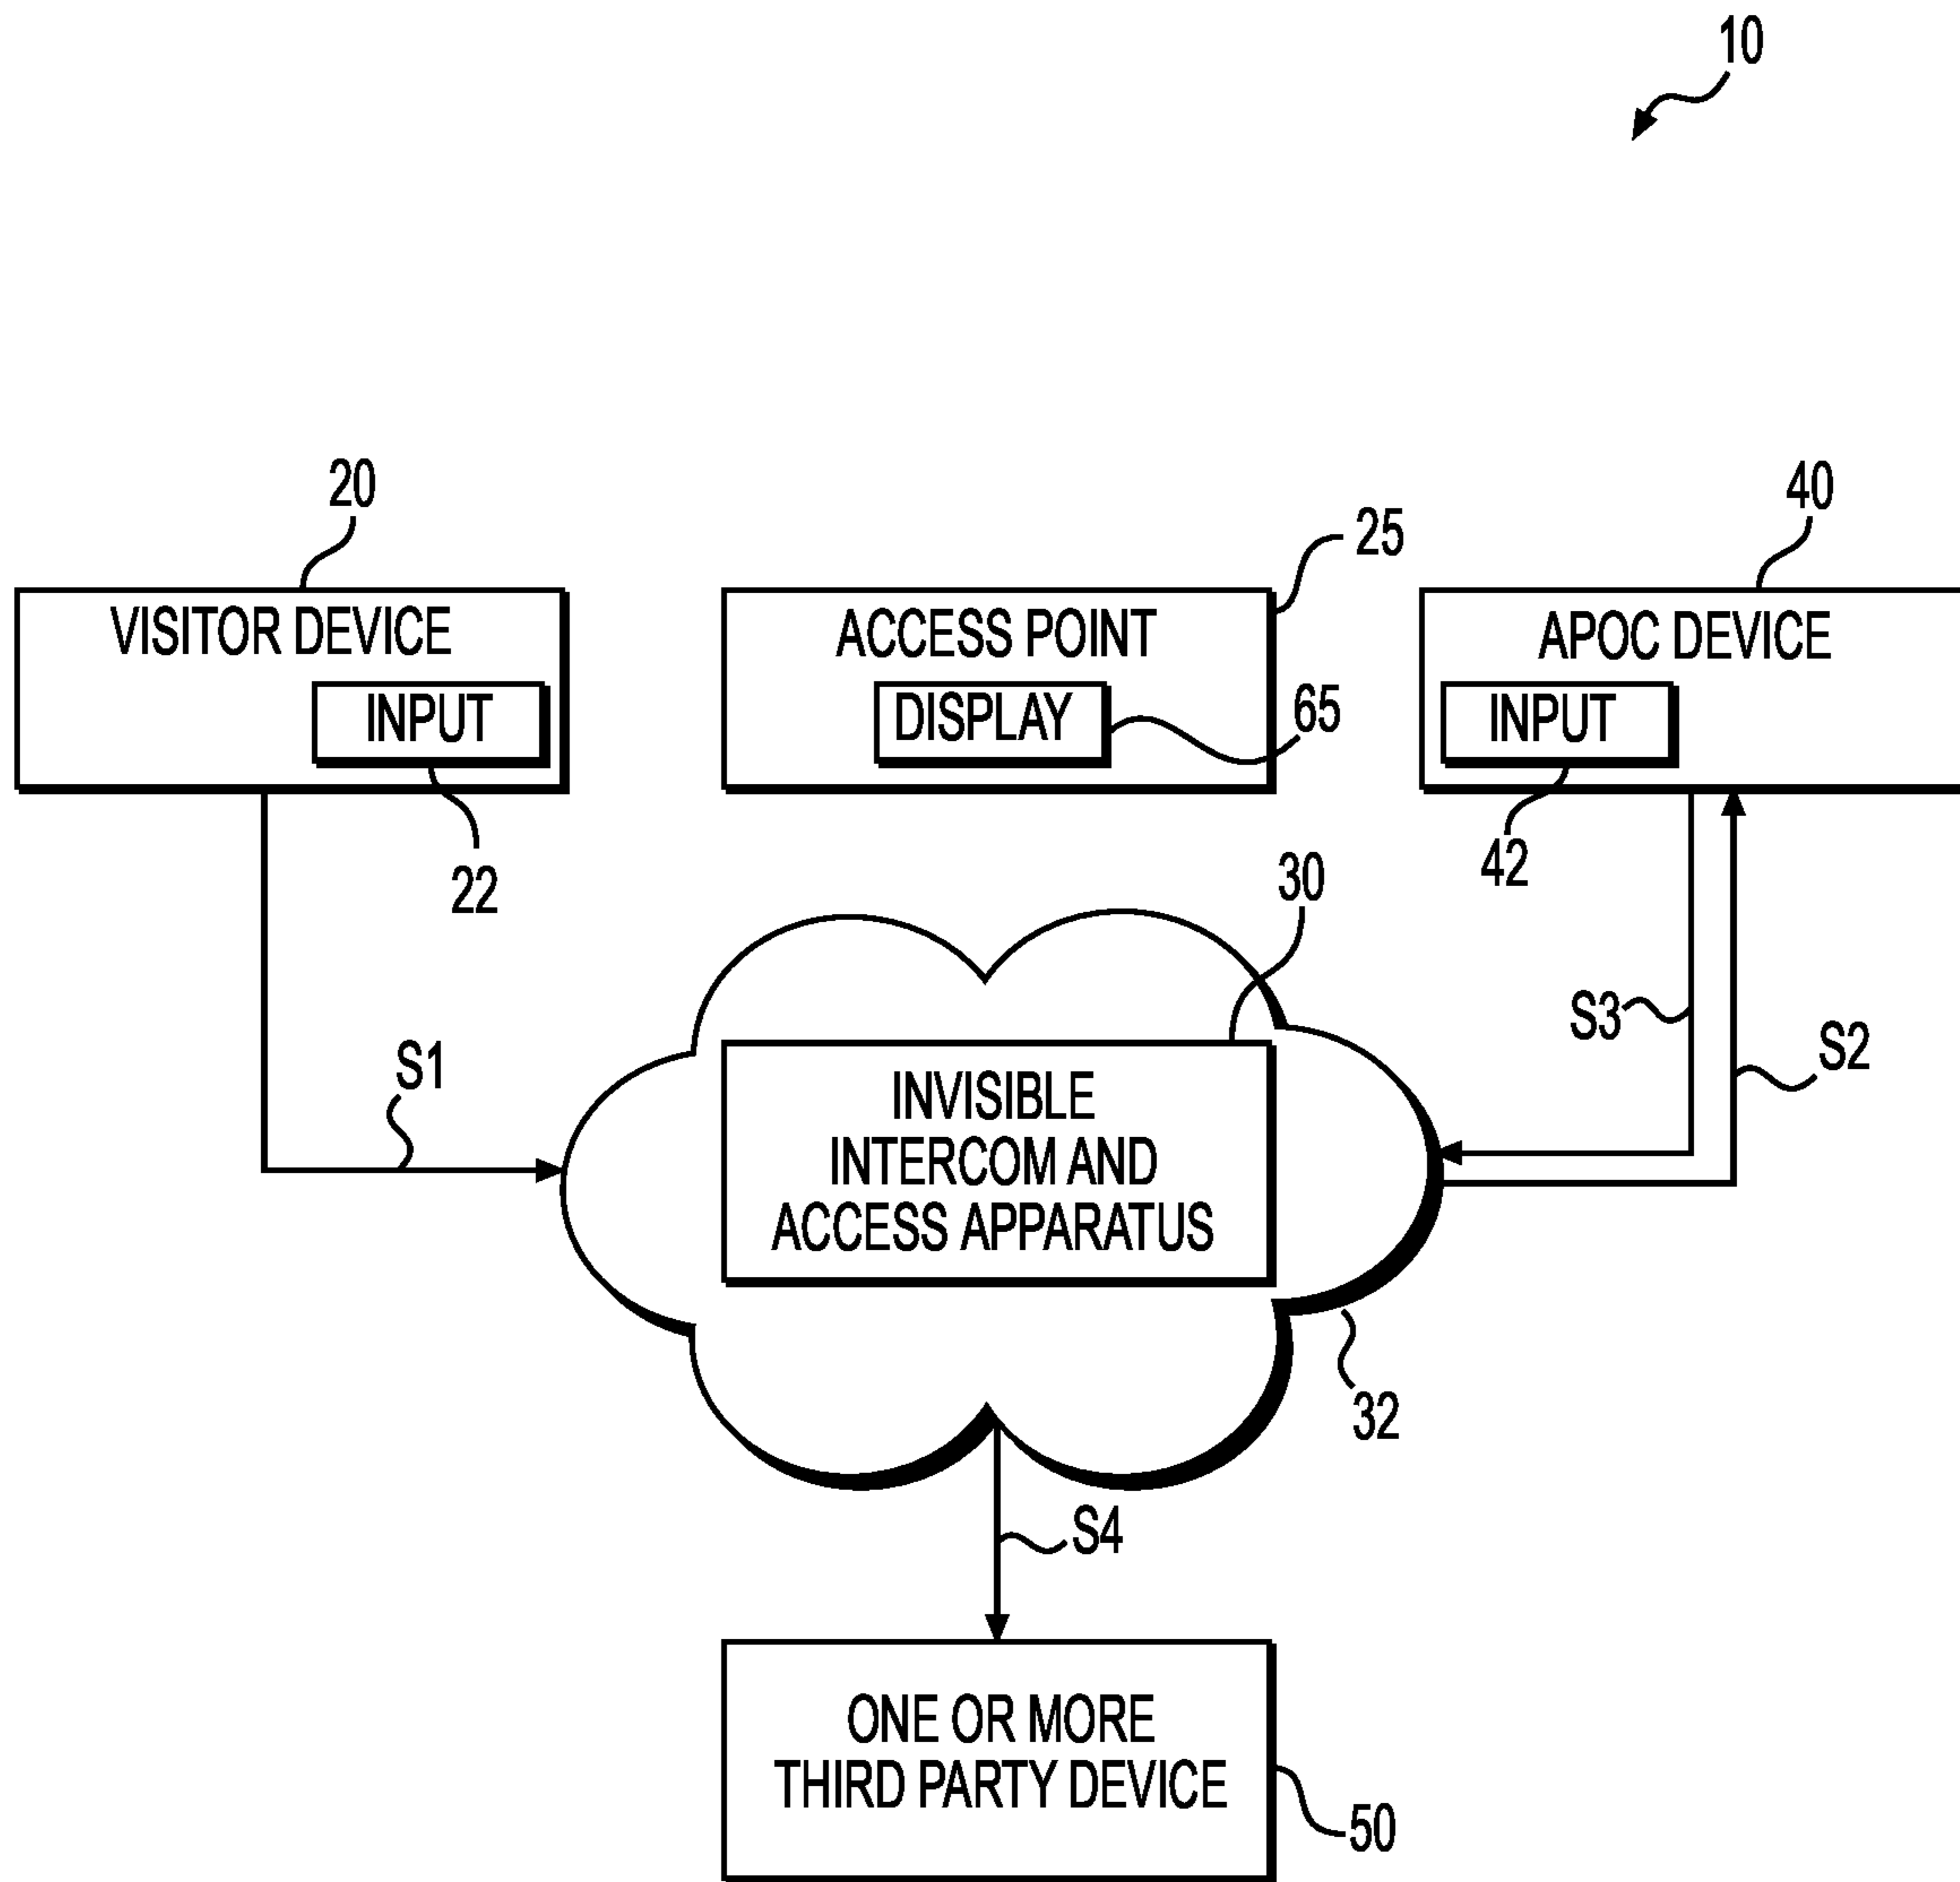 10
20
25
40
VISITOR DEVICE
INPUT
22
ACCESS POINT
DISPLAY
65
APOC DEVICE
INPUT
42
30
S1
S3
S2
INVISIBLE
INTERCOM AND
ACCESS APPARATUS
32
S4
ONE OR MORE
THIRD PARTY DEVICE
50